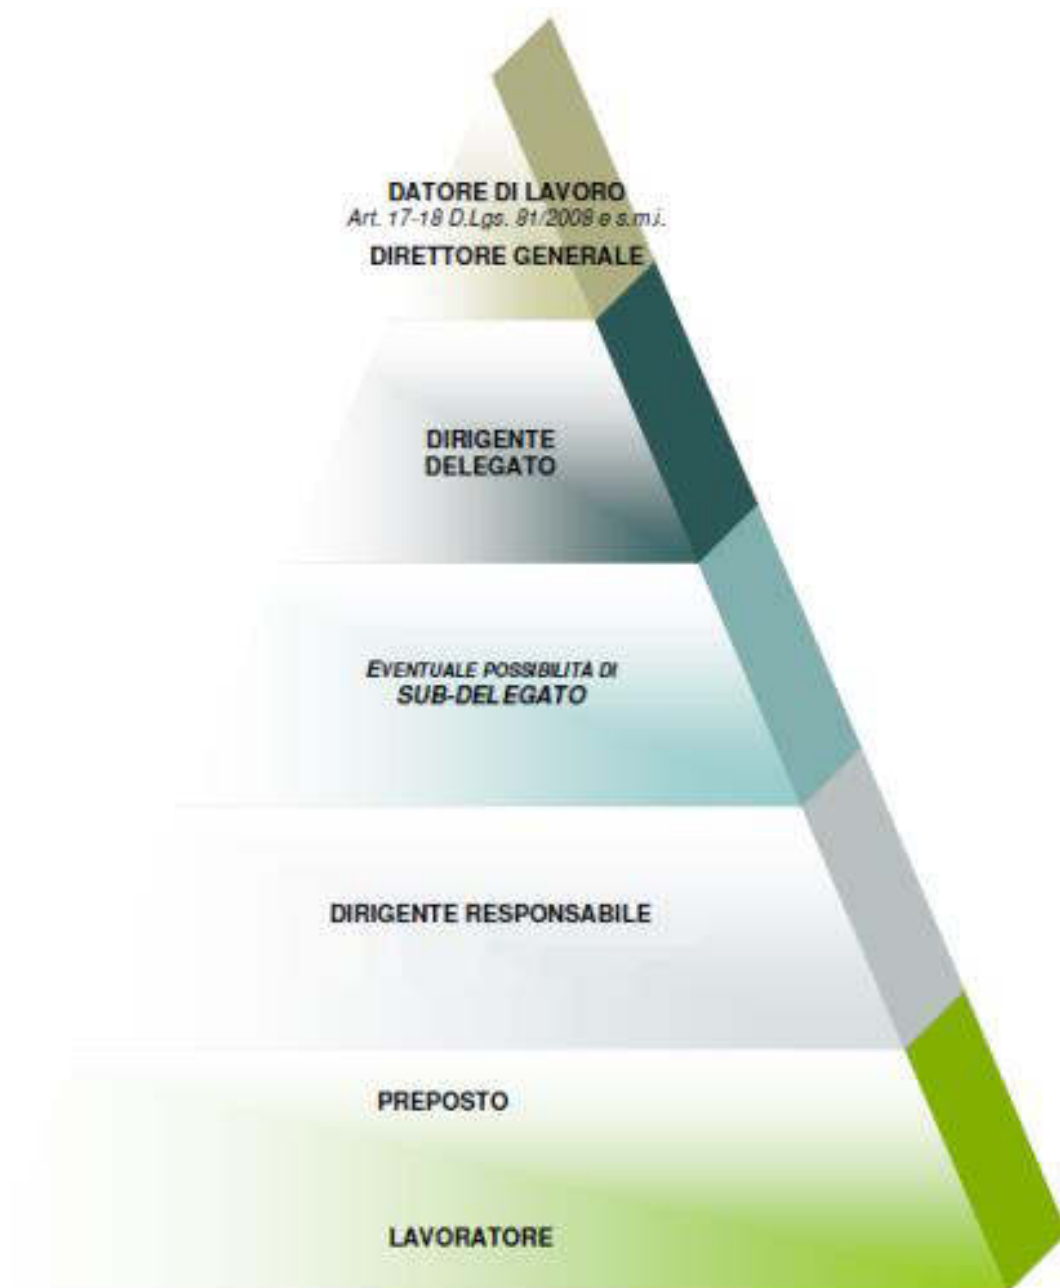 DATORE DI LAVORO
Art. 17-18 D.Lgs. 81/2008 e s.m.i.
DIRETTORE GENERALE
DIRIGENTE
DELEGATO
EVENTUALE POSSIBILITÀ DI
SUB-DELEGATO
DIRIGENTE RESPONSABILE
PREPOSTO
LAVORATORE